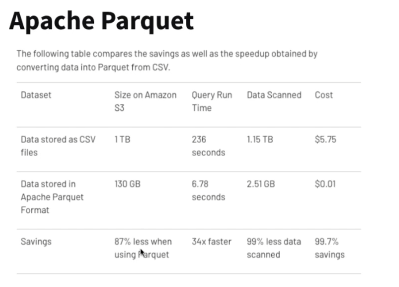 Apache Parquet
The following table compares the savings as well as the speedup obtained by
converting data into Parquet from CSV.
Dataset Size on Amazon S3 Query Run Time Data Scanned Cost
Data stored as CSV files 1 TB 236 seconds 1.15 TB $5.75
Data stored in Apache Parquet Format 130 GB 6.78 seconds 2.51 GB $0.01
Savings 87% less when using Parquet 34x faster 99% less data scanned 99.7% savings